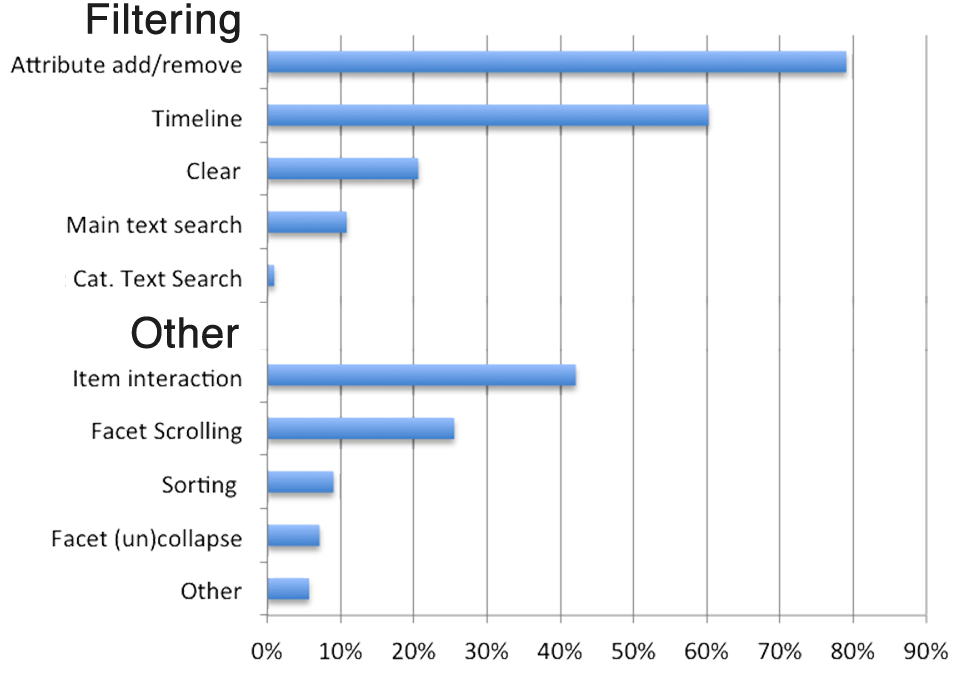 Filtering
Attribute add/remove
Timeline
Clear
Main text search
Cat. Text Search
Other
Item interaction
Facet Scrolling
Sorting
Facet (un)collapse
Other
0% 10% 20% 30% 40% 50% 60% 70% 80% 90%